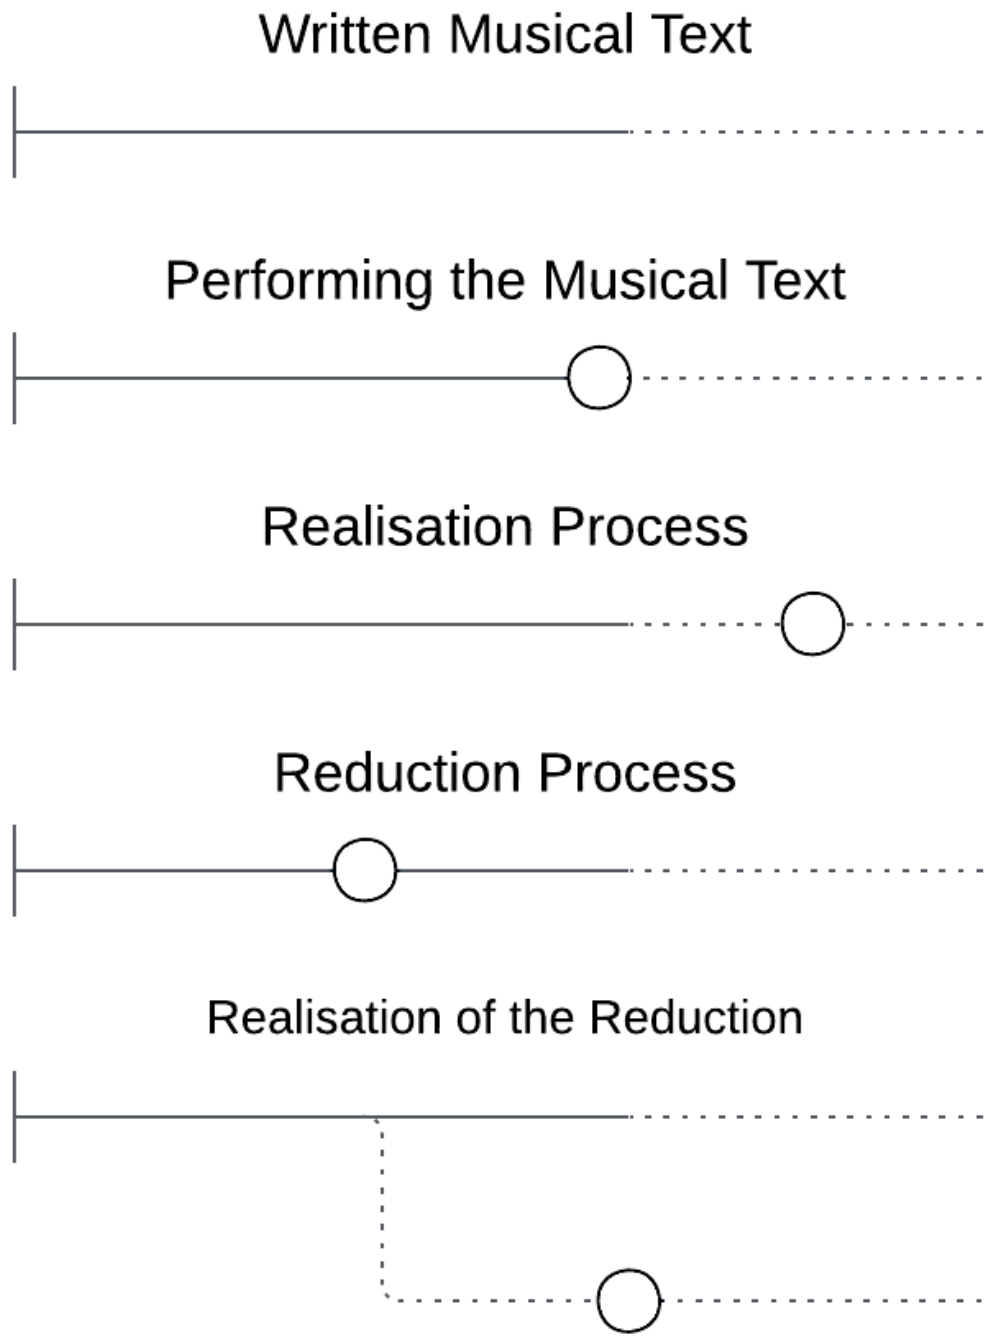 Written Musical Text
Performing the Musical Text
Realisation Process
Reduction Process
Realisation of the Reduction